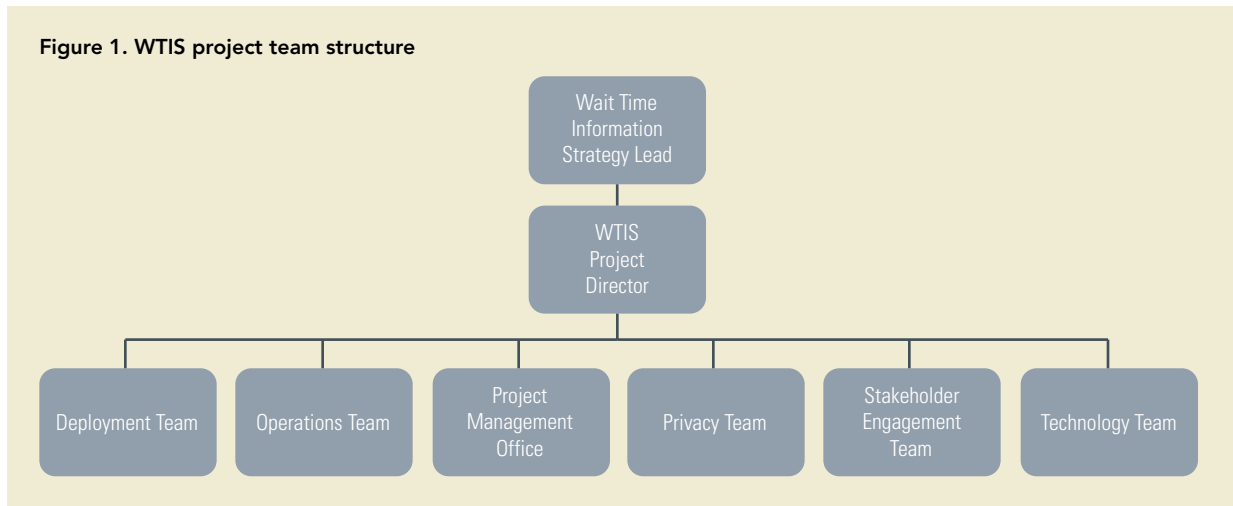 Figure 1. WTIS project team structure
Wait Time
Information
Strategy Lead
WTIS
Project
Director
Deployment Team
Operations Team
Project
Management
Office
Privacy Team
Stakeholder
Engagement
Team
Technology Team